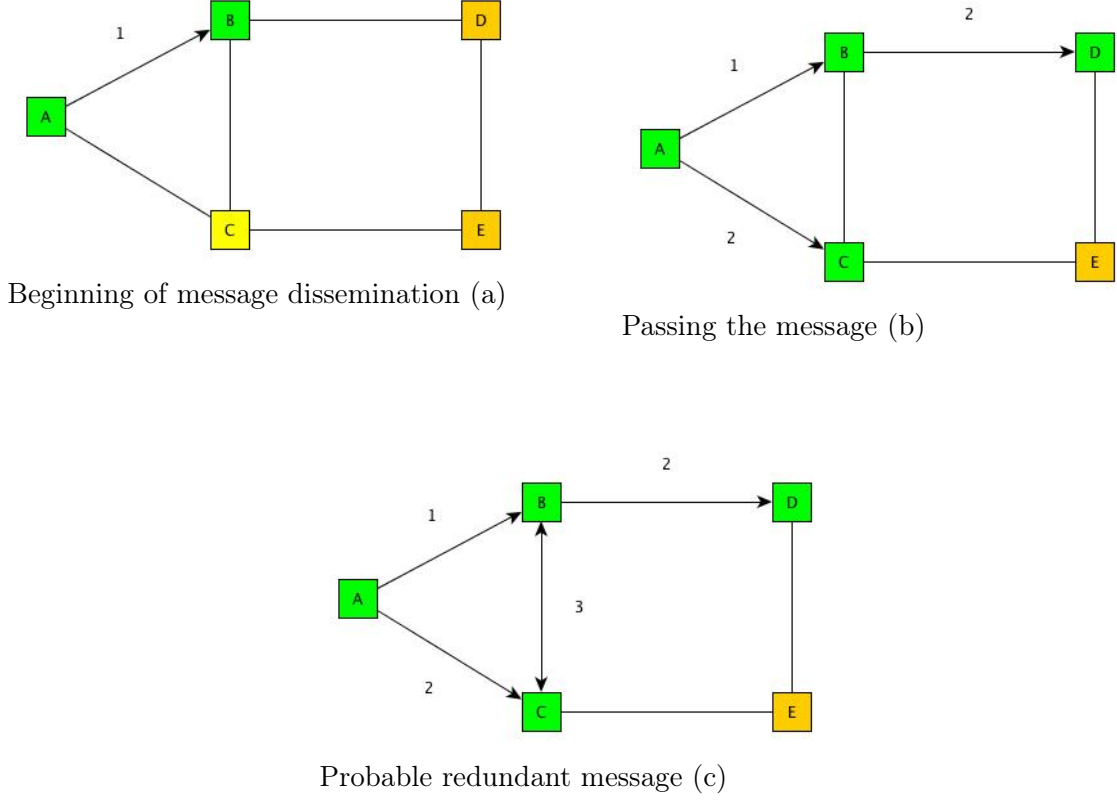 B
D
1
A
C
E
Beginning of message dissemination (a)
2
B
D
1
A
2
C
E
Passing the message (b)
2
B
D
1
A
3
2
C
E
Probable redundant message (c)